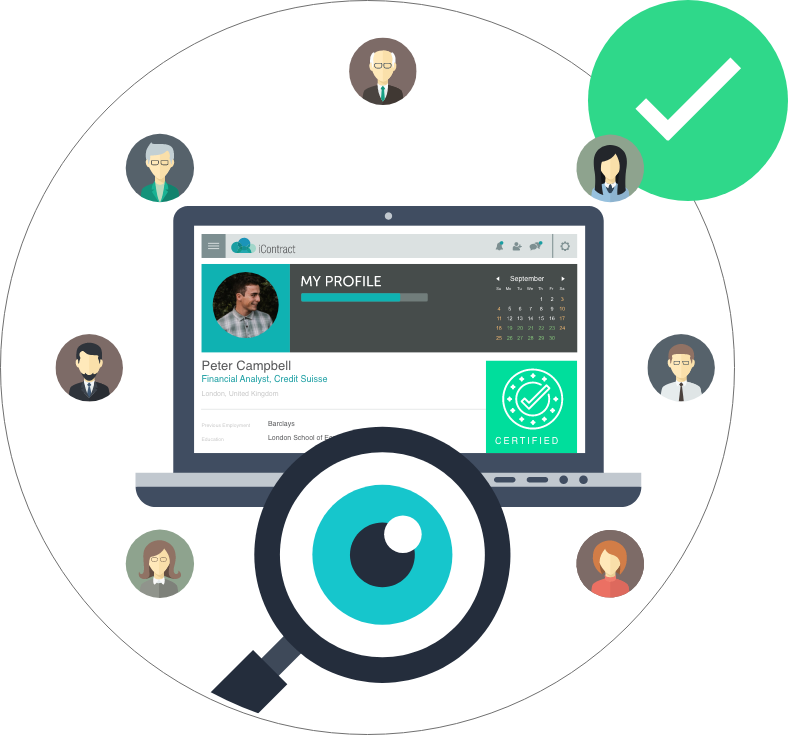 iContract
MY PROFILE
September
Su Mo Tu We Th Fr Sa
1 2 3
4 5 6 7 8 9 10
11 12 13 14 15 16 17
18 19 20 21 22 23 24
25 26 27 28 29 30
Peter Campbell
Financial Analyst, Credit Suisse
London, United Kingdom
Previous Employment Barclays
Education London School of
CERTIFIED